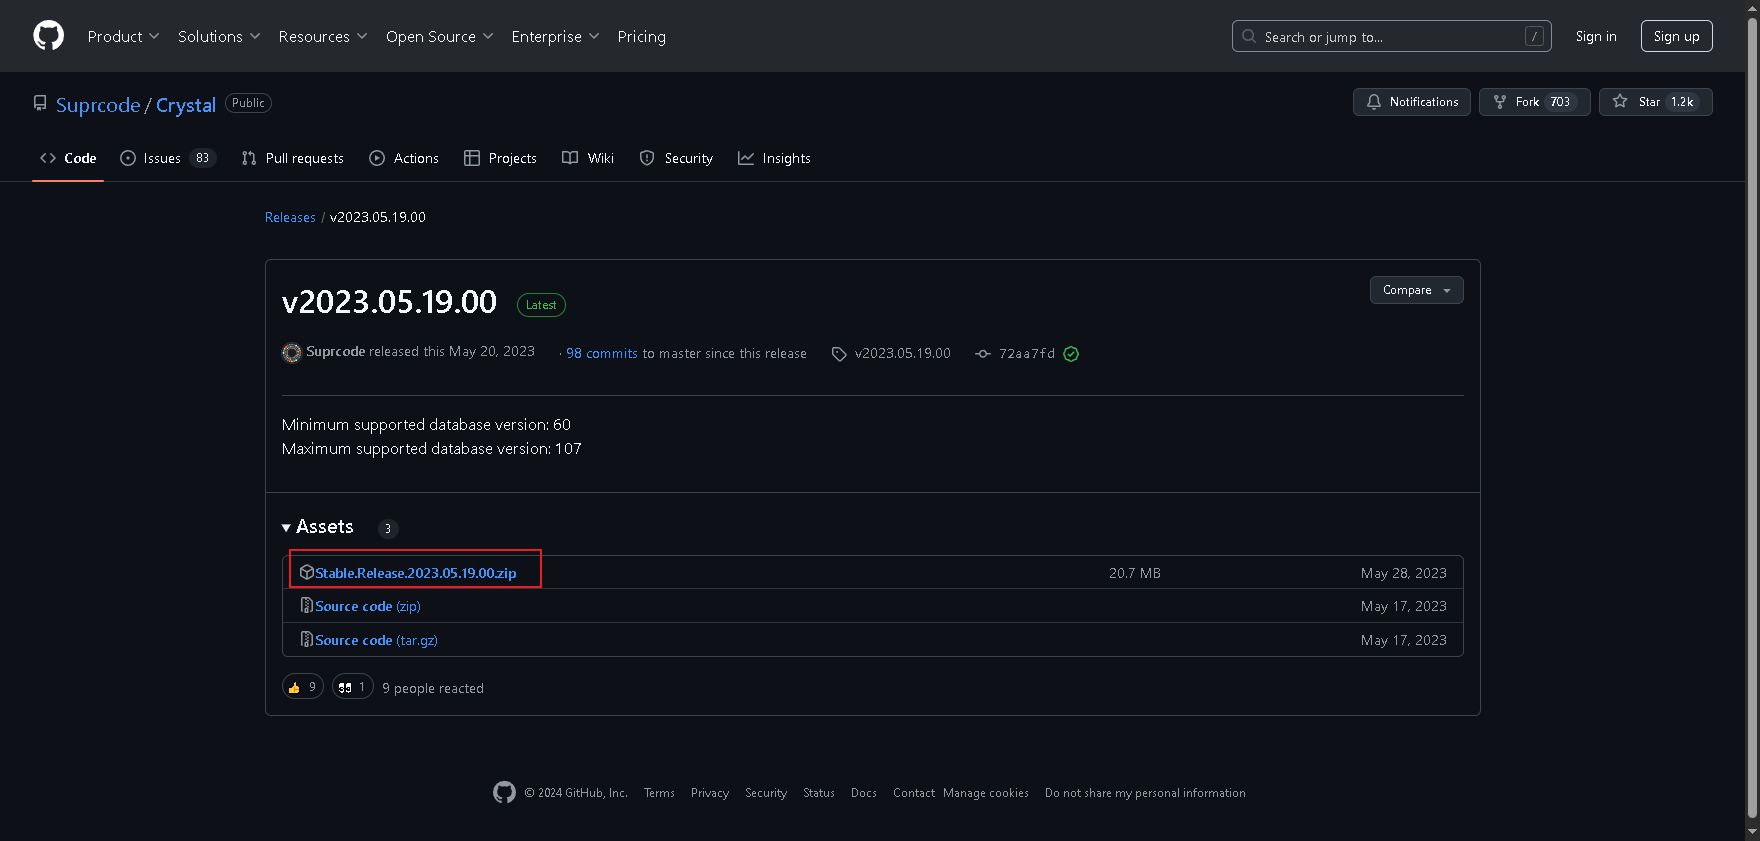 Product Solutions Resources Open Source Enterprise Pricing Search or jump to... / Sign in Sign up
Suprcode / Crystal Public Notifications Fork 703 Star 1.2k
Code Issues 83 Pull requests Actions Projects Wiki Security Insights
Releases / v2023.05.19.00
v2023.05.19.00 Latest Compare
Suprcode released this May 20, 2023 · 98 commits to master since this release v2023.05.19.00 72aa7fd
Minimum supported database version: 60
Maximum supported database version: 107
Assets 3
Stable.Release.2023.05.19.00.zip 20.7 MB May 28, 2023
Source code (zip) May 17, 2023
Source code (tar.gz) May 17, 2023
9 1 9 people reacted
© 2024 GitHub, Inc. Terms Privacy Security Status Docs Contact Manage cookies Do not share my personal information